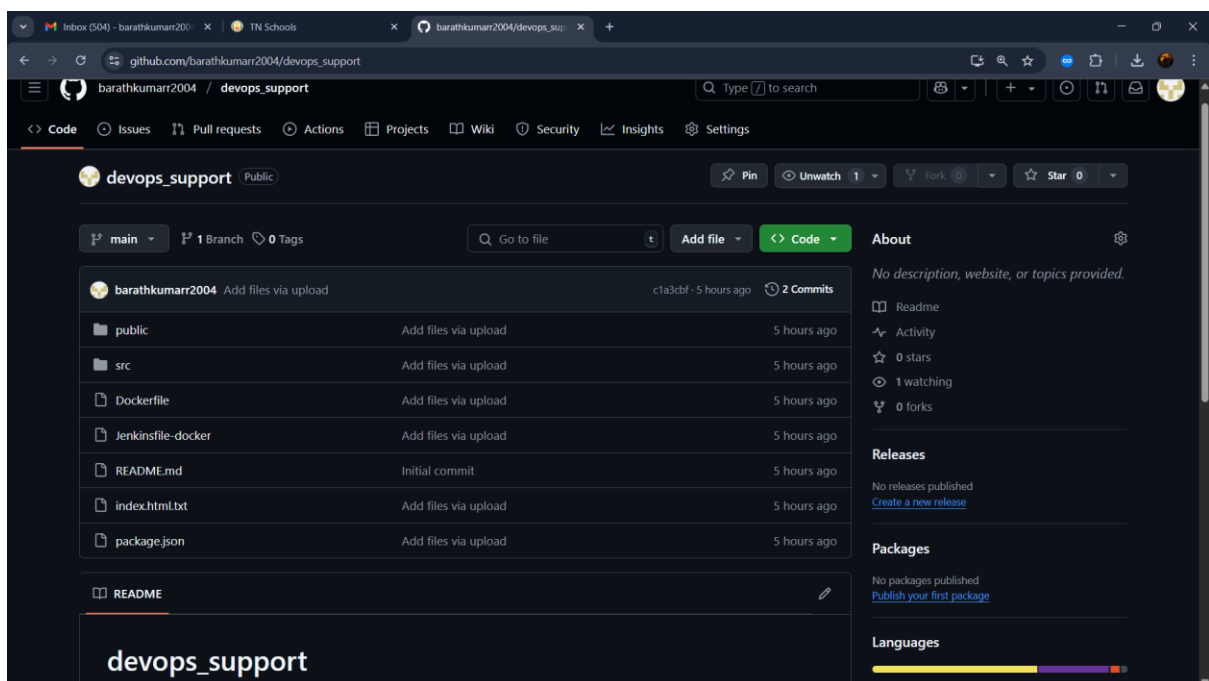 Inbox (504) - barathkumarr200
TN Schools
barathkumarr2004/devops_sup
github.com/barathkumarr2004/devops_support
barathkumarr2004 / devops_support
Type / to search
Code Issues Pull requests Actions Projects Wiki Security Insights Settings
devops_support Public
Pin Unwatch 1 Fork 0 Star 0
main 1 Branch 0 Tags Go to file t Add file Code
barathkumarr2004 Add files via upload c1a3cbf · 5 hours ago 2 Commits
public Add files via upload 5 hours ago
src Add files via upload 5 hours ago
Dockerfile Add files via upload 5 hours ago
Jenkinsfile-docker Add files via upload 5 hours ago
README.md Initial commit 5 hours ago
index.html.txt Add files via upload 5 hours ago
package.json Add files via upload 5 hours ago
README
devops_support
About
No description, website, or topics provided.
Readme
Activity
0 stars
1 watching
0 forks
Releases
No releases published
Create a new release
Packages
No packages published
Publish your first package
Languages